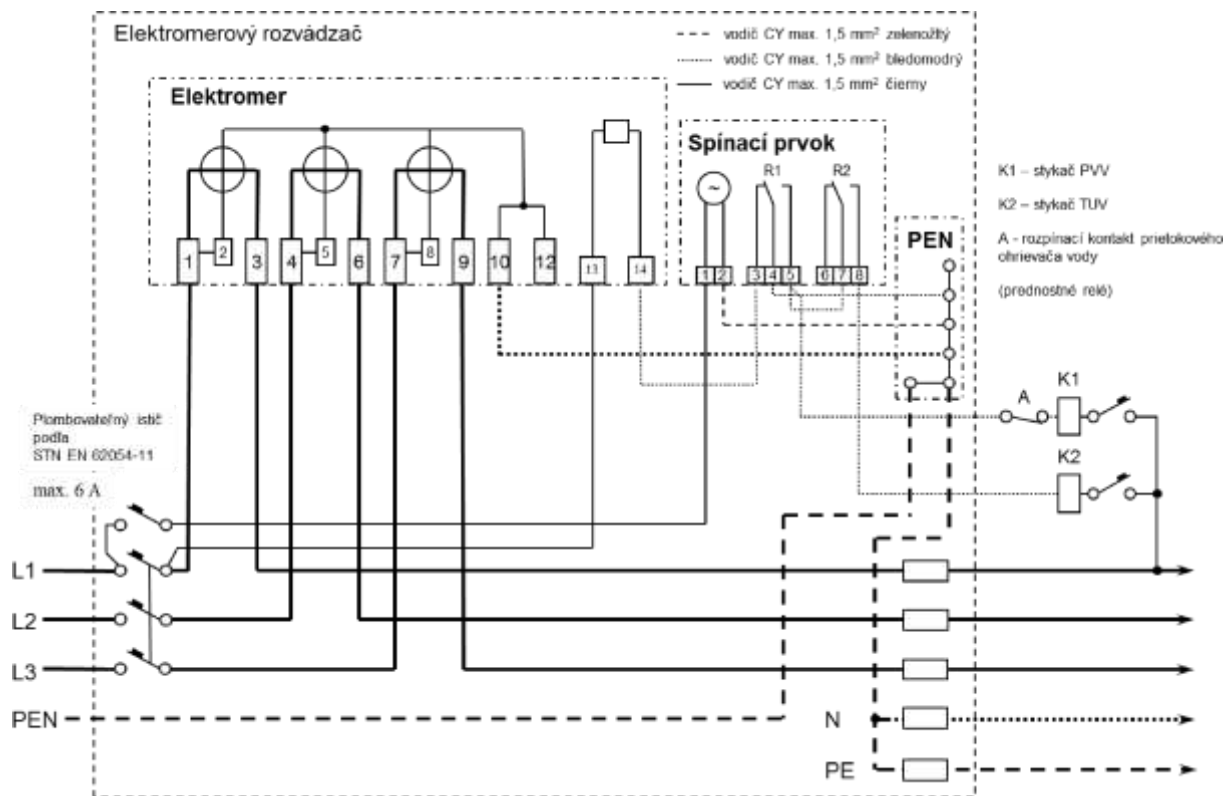 Elektromerový rozvádzač
vodič CY max. 1,5 mm² zelenožltý
vodič CY max. 1,5 mm² bledomodrý
vodič CY max. 1,5 mm² čierny
Elektromer
Spínací prvok
~
R1
R2
PEN
K1 – stykač PVV
K2 – stykač TUV
A - rozpínací kontakt prietokového
ohrievača vody
(prednostné relé)
1 2 3 4 5 6 7 8 9 10 12 13 14
1 2 3 4 5 6 7 8
Plombovateľný istič
podľa
STN EN 62054-11
max. 6 A
A
K1
K2
L1
L2
L3
PEN
N
PE